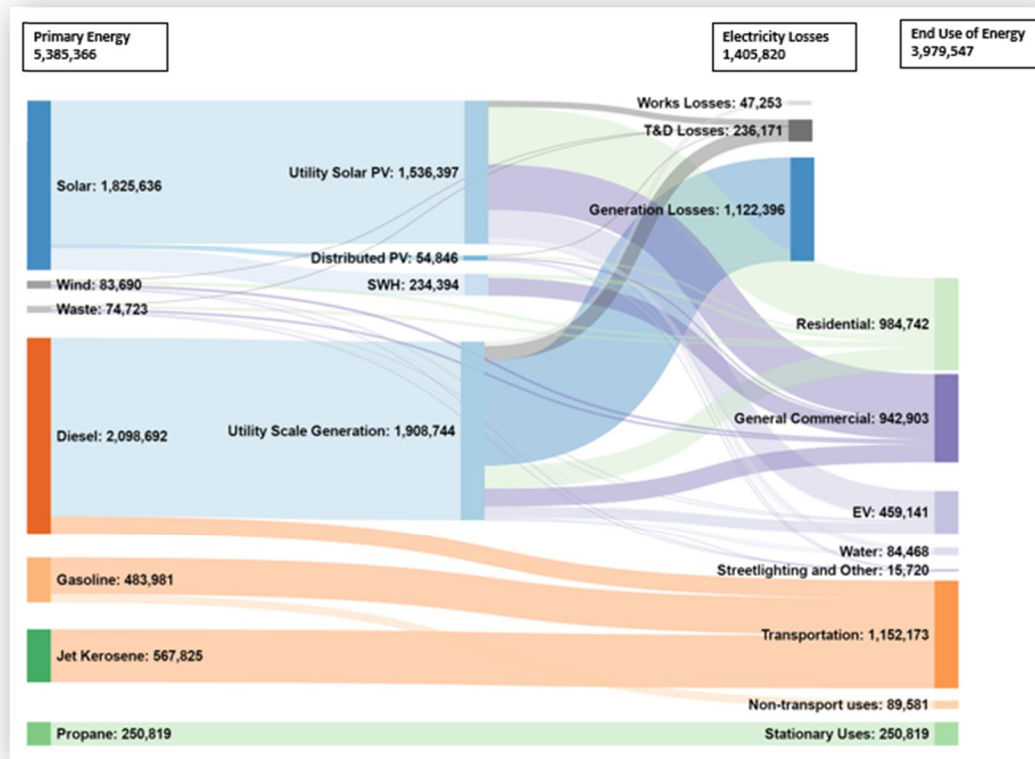 Primary Energy
5,385,366
Electricity Losses
1,405,820
End Use of Energy
3,979,547
Works Losses: 47,253
T&D Losses: 236,171
Utility Solar PV: 1,536,397
Solar: 1,825,636
Generation Losses: 1,122,396
Distributed PV: 54,846
SWH: 234,394
Wind: 83,690
Waste: 74,723
Residential: 984,742
General Commercial: 942,903
Diesel: 2,098,692
Utility Scale Generation: 1,908,744
EV: 459,141
Water: 84,468
Streetlighting and Other: 15,720
Gasoline: 483,981
Transportation: 1,152,173
Jet Kerosene: 567,825
Non-transport uses: 89,581
Propane: 250,819
Stationary Uses: 250,819